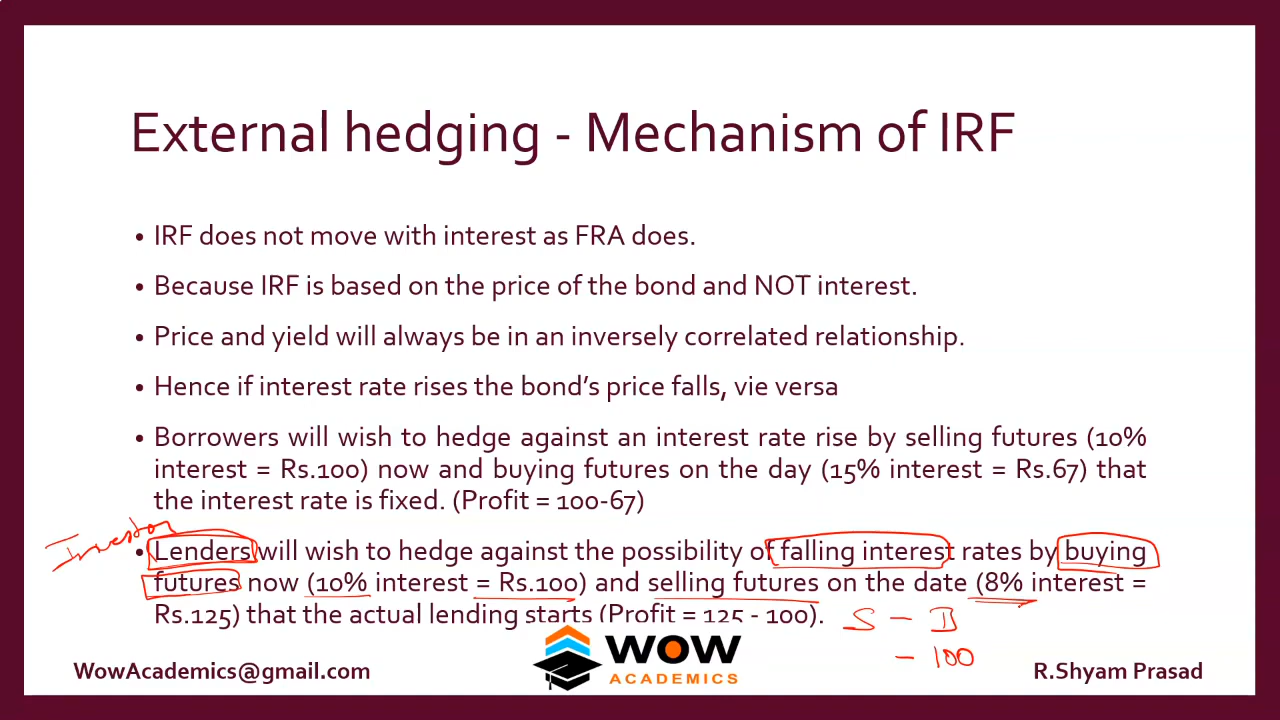 External hedging - Mechanism of IRF
• IRF does not move with interest as FRA does.
• Because IRF is based on the price of the bond and NOT interest.
• Price and yield will always be in an inversely correlated relationship.
• Hence if interest rate rises the bond's price falls, vie versa
• Borrowers will wish to hedge against an interest rate rise by selling futures (10%
interest = Rs.100) now and buying futures on the day (15% interest = Rs.67) that
the interest rate is fixed. (Profit = 100-67)
Investor
• Lenders will wish to hedge against the possibility of falling interest rates by buying
futures now (10% interest = Rs.100) and selling futures on the date (8% interest =
Rs.125) that the actual lending starts (Profit = 125 - 100).
S - B
- 100
WowAcademics@gmail.com
WOW
ACADEMICS
R.Shyam Prasad